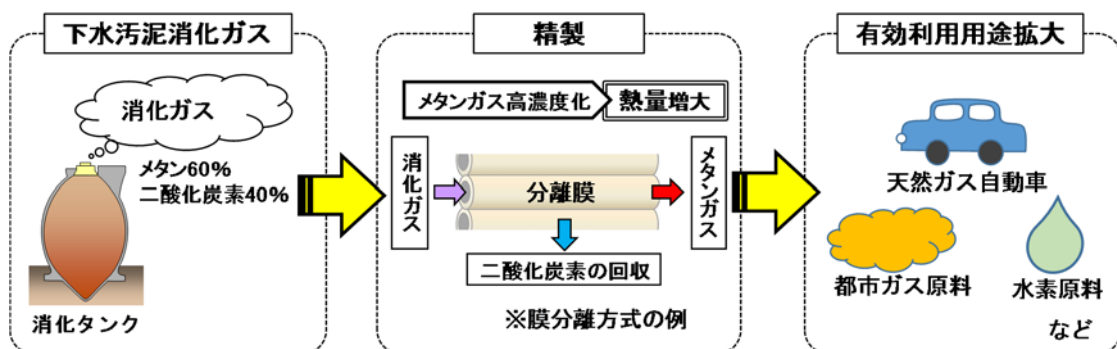 下水汚泥消化ガス
消化ガス
メタン60%
二酸化炭素40%
消化タンク
精製
メタンガス高濃度化
熱量増大
消化ガス
分離膜
メタンガス
二酸化炭素の回収
※膜分離方式の例
有効利用用途拡大
天然ガス自動車
都市ガス原料
水素原料
など